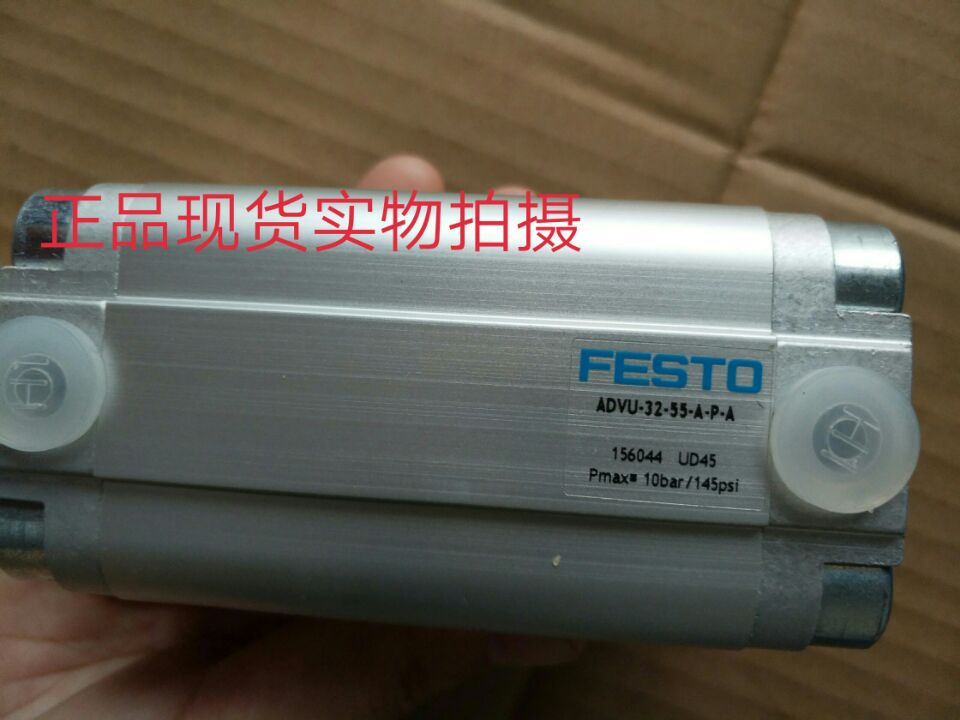 正品现货实物拍摄
FESTO
ADVU-32-55-A-P-A
156044 UD45
Pmax= 10bar/145psi